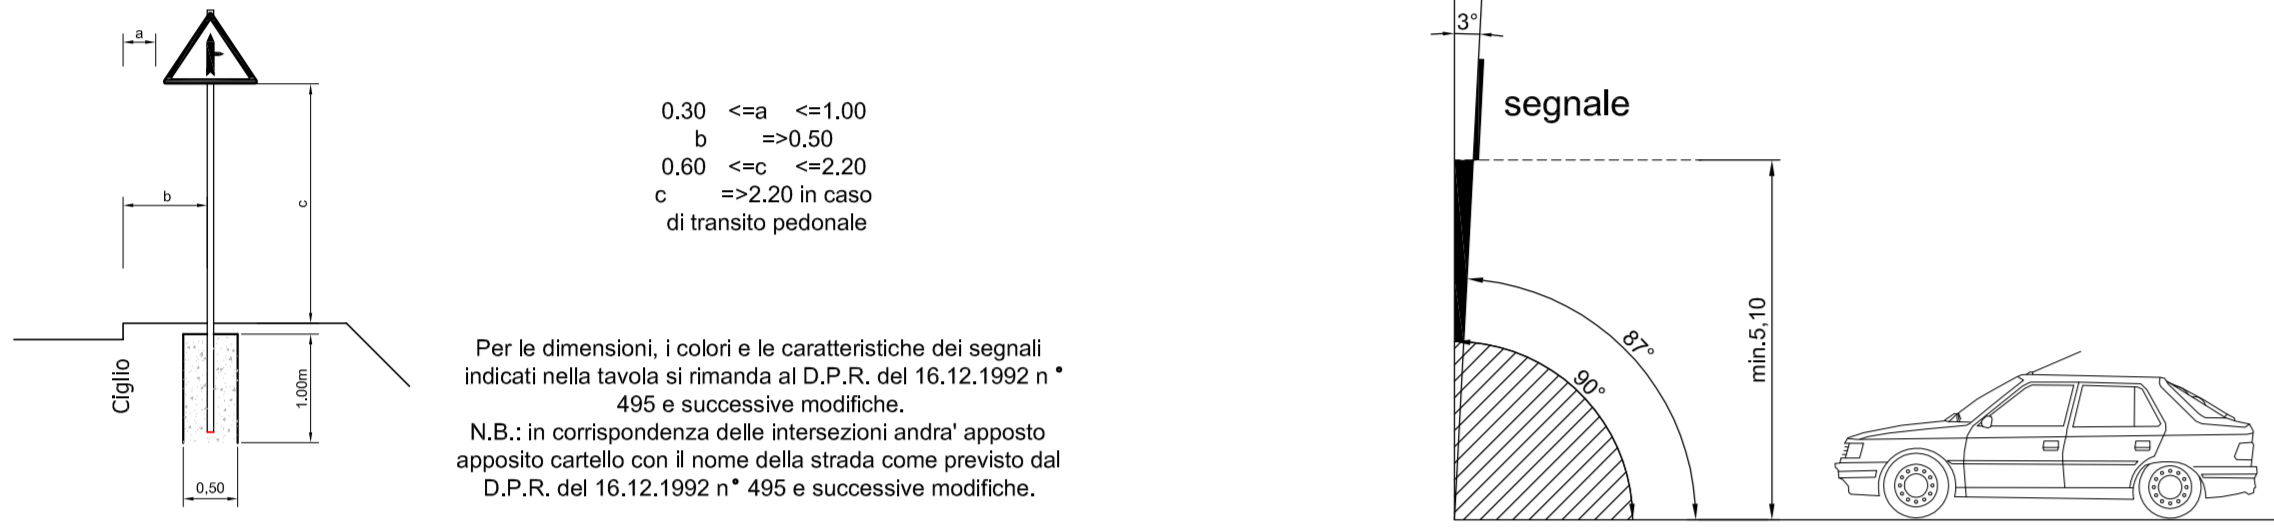 a
b
c
Ciglio
1.00m
0,50
0.30 <=a <=1.00
b =>0.50
0.60 <=c <=2.20
c =>2.20 in caso
di transito pedonale
Per le dimensioni, i colori e le caratteristiche dei segnali
indicati nella tavola si rimanda al D.P.R. del 16.12.1992 n °
495 e successive modifiche.
N.B.: in corrispondenza delle intersezioni andra' apposto
apposito cartello con il nome della strada come previsto dal
D.P.R. del 16.12.1992 n° 495 e successive modifiche.
3°
segnale
87°
90°
min.5,10